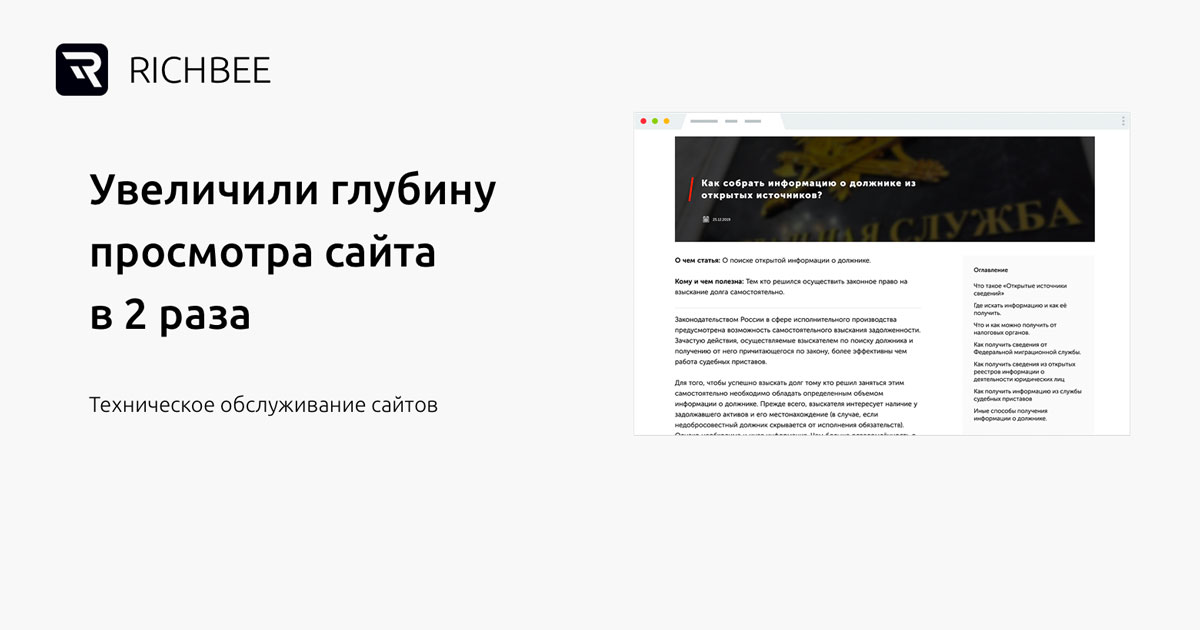 RICHBEE
Увеличили глубину
просмотра сайта
в 2 раза
Техническое обслуживание сайтов
Как собрать информацию о должнике из
открытых источников?
25.12.2019
СЛУЖБА
О чем статья: О поиске открытой информации о должнике.
Кому и чем полезна: Тем кто решился осуществить законное право на
взыскание долга самостоятельно.
Законодательством России в сфере исполнительного производства
предусмотрена возможность самостоятельного взыскания задолженности.
Зачастую действия, осуществляемые взыскателем по поиску должника и
получению от него причитающегося по закону, более эффективны чем
работа судебных приставов.
Для того, чтобы успешно взыскать долг тому кто решил заняться этим
самостоятельно необходимо обладать определенным объемом
информации о должнике. Прежде всего, взыскателя интересует наличие у
задолжавшего активов и его местонахождение (в случае, если
недобросовестный должник скрывается от исполнения обязательств).
Оглавление
Что такое «Открытые источники
сведений»
Где искать информацию и как её
получить.
Что и как можно получить от
налоговых органов.
Как получить сведения от
Федеральной миграционной службы.
Как получить сведения из открытых
реестров информации о
деятельности юридических лиц
Как получить информацию из службы
судебных приставов
Иные способы получения
информации о должнике.